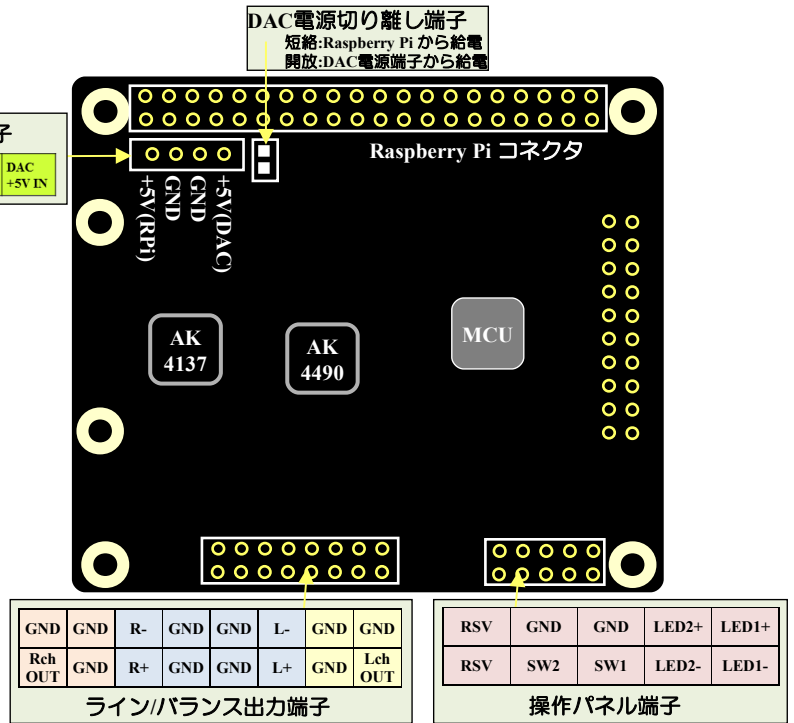 DAC電源切り離し端子
短絡:Raspberry Pi から給電
開放:DAC電源端子から給電
子
DAC
+5V IN
Raspberry Pi コネクタ
+5V(RPi)
GND
GND
+5V(DAC)
AK
4137
AK
4490
MCU
GND GND R- GND GND L- GND GND
Rch OUT GND R+ GND GND L+ GND Lch OUT
ライン/バランス出力端子
RSV GND GND LED2+ LED1+
RSV SW2 SW1 LED2- LED1-
操作パネル端子